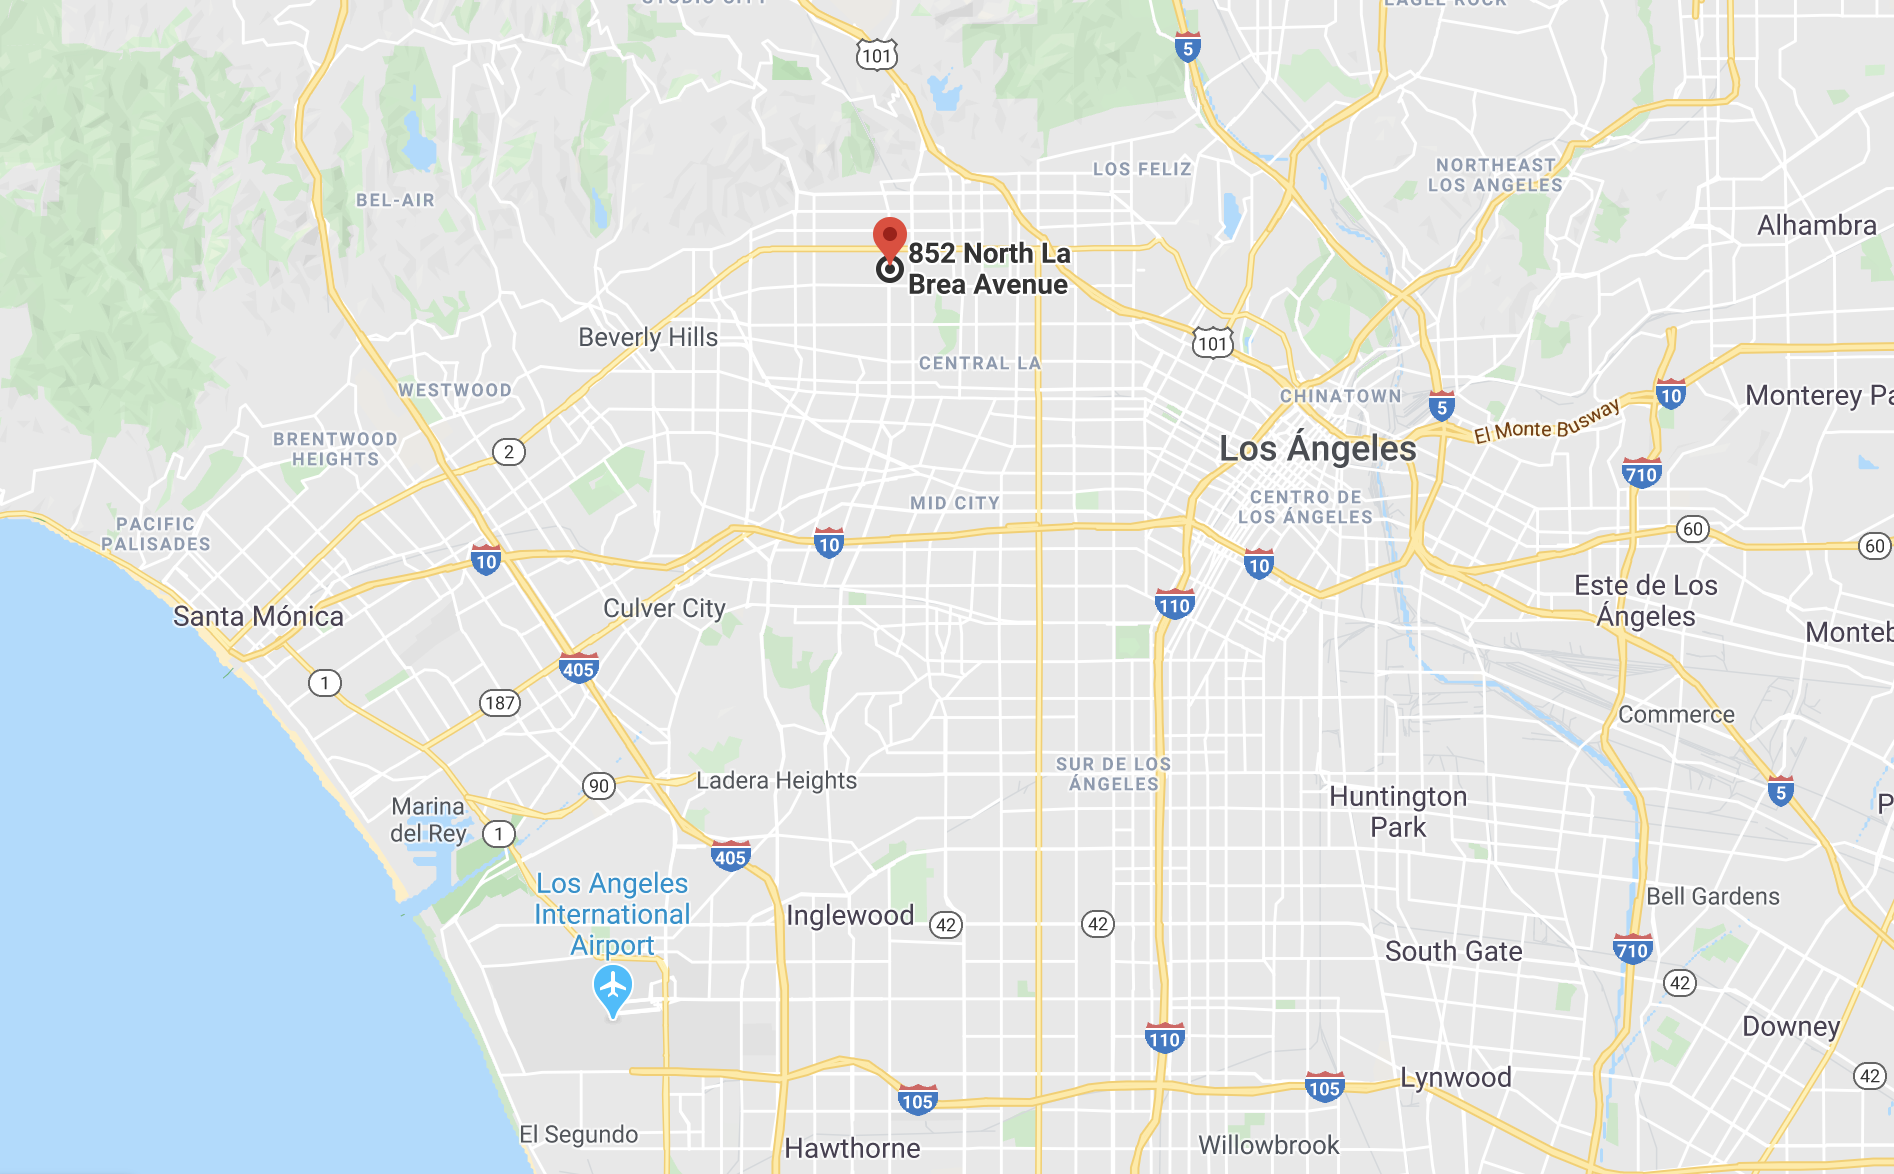 101
5
LOS FELIZ
NORTHEAST
LOS ANGELES
BEL-AIR
Alhambra
852 North La
Brea Avenue
Beverly Hills
101
CENTRAL LA
WESTWOOD
CHINATOWN
5
10
Monterey Pa
El Monte Busway
BRENTWOOD
HEIGHTS
2
Los Ángeles
710
MID CITY
CENTRO DE
LOS ÁNGELES
PACIFIC
PALISADES
10
10
10
60
60
Santa Mónica
Culver City
110
Este de Los
Ángeles
Monteb
405
1
187
Commerce
SUR DE LOS
ÁNGELES
90
Ladera Heights
5
Huntington
Park
P
Marina
del Rey
1
405
Los Angeles
International
Airport
Inglewood
42
42
Bell Gardens
South Gate
710
42
Downey
110
105
105
Lynwood
42
El Segundo
Hawthorne
Willowbrook